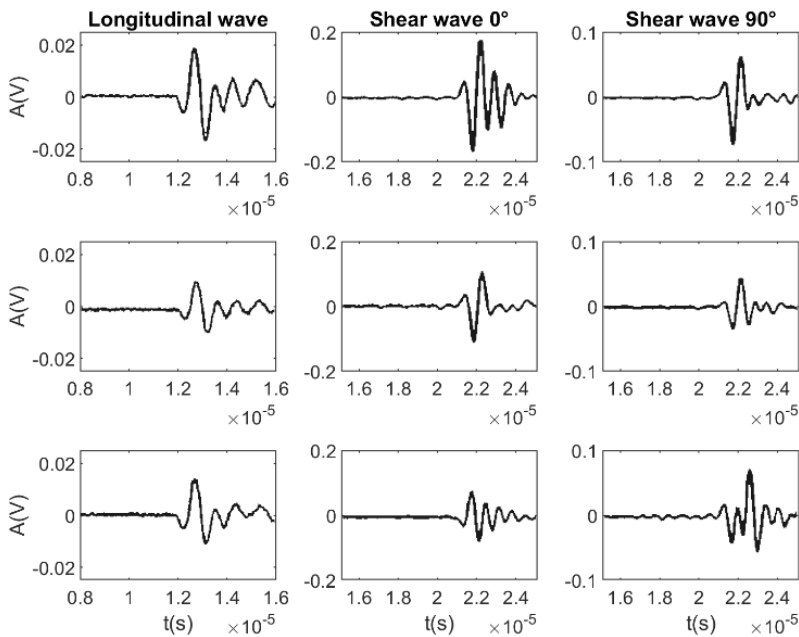 Longitudinal wave Shear wave 0° Shear wave 90°
A(V) 0.02 0 -0.02 0.2 0 -0.2 0.1 0 -0.1
0.8 1 1.2 1.4 1.6 1.6 1.8 2 2.2 2.4 1.6 1.8 2 2.2 2.4
×10⁻⁵ ×10⁻⁵ ×10⁻⁵
A(V) 0.02 0 -0.02 0.2 0 -0.2 0.1 0 -0.1
0.8 1 1.2 1.4 1.6 1.6 1.8 2 2.2 2.4 1.6 1.8 2 2.2 2.4
×10⁻⁵ ×10⁻⁵ ×10⁻⁵
A(V) 0.02 0 -0.02 0.2 0 -0.2 0.1 0 -0.1
0.8 1 1.2 1.4 1.6 1.6 1.8 2 2.2 2.4 1.6 1.8 2 2.2 2.4
t(s) ×10⁻⁵ t(s) ×10⁻⁵ t(s) ×10⁻⁵